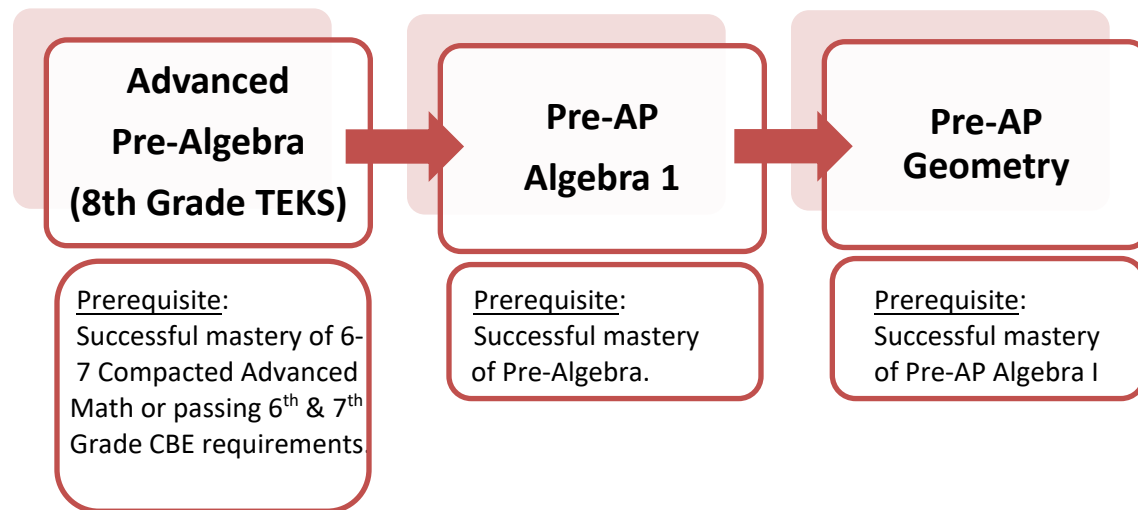 Advanced
Pre-Algebra
(8th Grade TEKS)
Prerequisite:
Successful mastery of 6-
7 Compacted Advanced
Math or passing 6th & 7th
Grade CBE requirements.
Pre-AP
Algebra 1
Prerequisite:
Successful mastery
of Pre-Algebra.
Pre-AP
Geometry
Prerequisite:
Successful mastery
of Pre-AP Algebra I